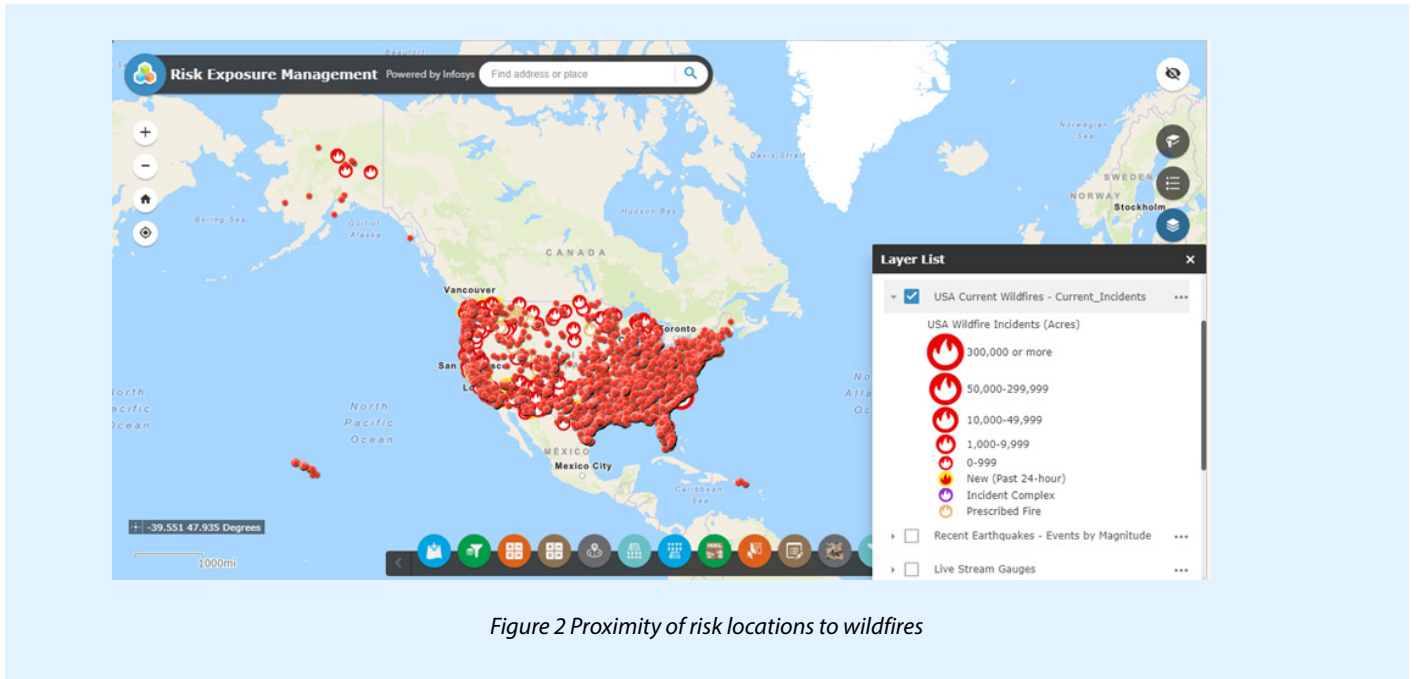 Beaufort
Risk Exposure Management Powered by Infosys Find address or place
Norwegian
Sea
Davis Strait
SWEDEN
NORWAY
Stockholm
Bering Sea
Gulf of
Alaska
Hudson Bay
CANADA
Vancouver
Toronto
San
North
Pacific
Ocean
MÉXICO
Mexico City
Caribbean
Sea
-39.551 47.935 Degrees
1000mi
PERIL
Layer List
USA Current Wildfires - Current_Incidents
USA Wildfire Incidents (Acres)
300,000 or more
50,000-299,999
10,000-49,999
1,000-9,999
0-999
New (Past 24-hour)
Incident Complex
Prescribed Fire
Recent Earthquakes - Events by Magnitude
Live Stream Gauges
Figure 2 Proximity of risk locations to wildfires